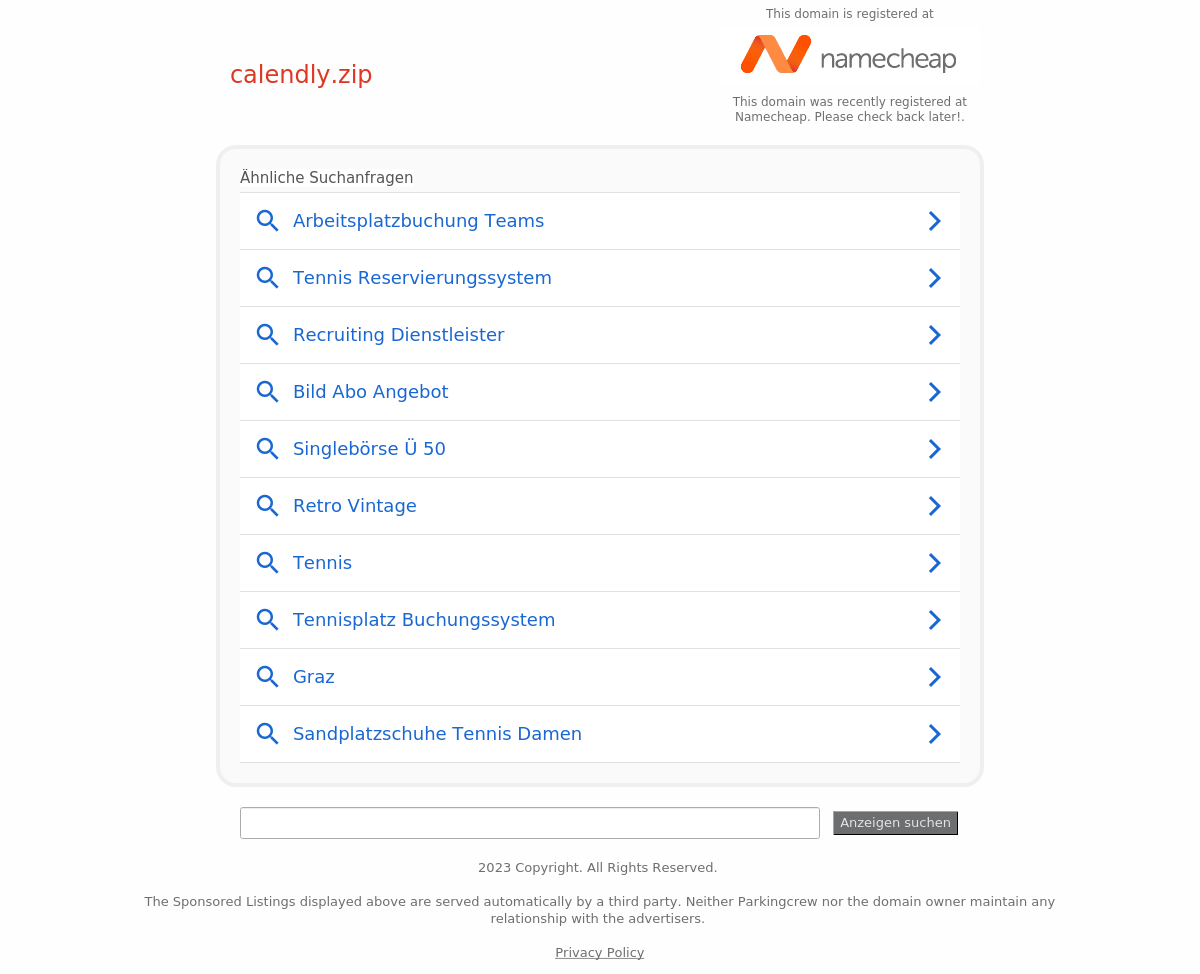 This domain is registered at
namecheap
calendly.zip
This domain was recently registered at
Namecheap. Please check back later!.
Ähnliche Suchanfragen
Arbeitsplatzbuchung Teams
Tennis Reservierungssystem
Recruiting Dienstleister
Bild Abo Angebot
Singlebörse Ü 50
Retro Vintage
Tennis
Tennisplatz Buchungssystem
Graz
Sandplatzschuhe Tennis Damen
Anzeigen suchen
2023 Copyright. All Rights Reserved.
The Sponsored Listings displayed above are served automatically by a third party. Neither Parkingcrew nor the domain owner maintain any
relationship with the advertisers.
Privacy Policy